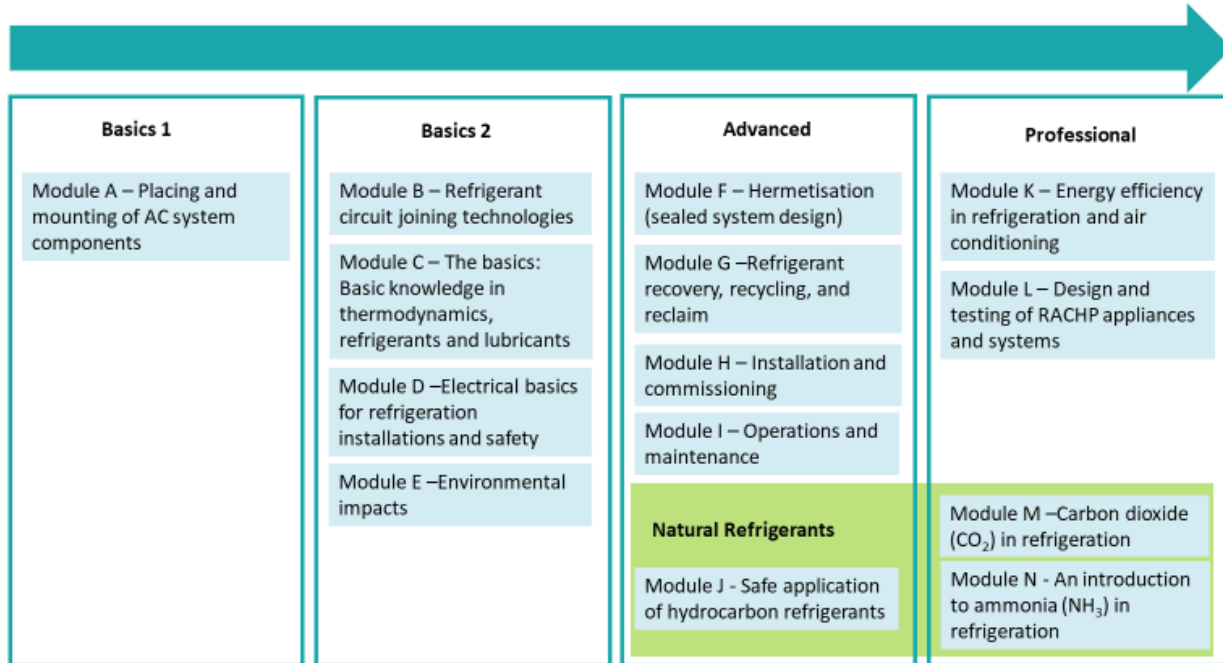 Basics 1
Module A – Placing and
mounting of AC system
components
Basics 2
Module B – Refrigerant
circuit joining technologies
Module C – The basics:
Basic knowledge in
thermodynamics,
refrigerants and lubricants
Module D –Electrical basics
for refrigeration
installations and safety
Module E –Environmental
impacts
Advanced
Module F – Hermetisation
(sealed system design)
Module G –Refrigerant
recovery, recycling, and
reclaim
Module H – Installation and
commissioning
Module I – Operations and
maintenance
Natural Refrigerants
Module J - Safe application
of hydrocarbon refrigerants
Professional
Module K – Energy efficiency
in refrigeration and air
conditioning
Module L – Design and
testing of RACHP appliances
and systems
Module M –Carbon dioxide
(CO₂) in refrigeration
Module N - An introduction
to ammonia (NH₃) in
refrigeration